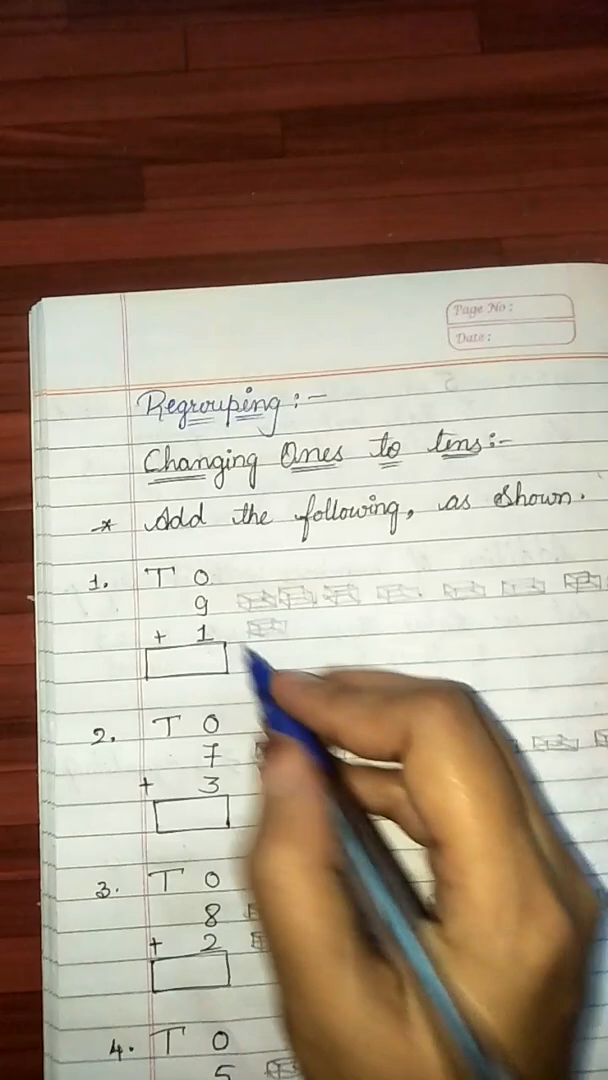 Page No :
Date :
Regrouping :-
Changing Ones to tens :-
* Add the following, as shown.
1. T O
9
+ 1
2. T O
7
+ 3
3. T O
8
+ 2
4. T O
5